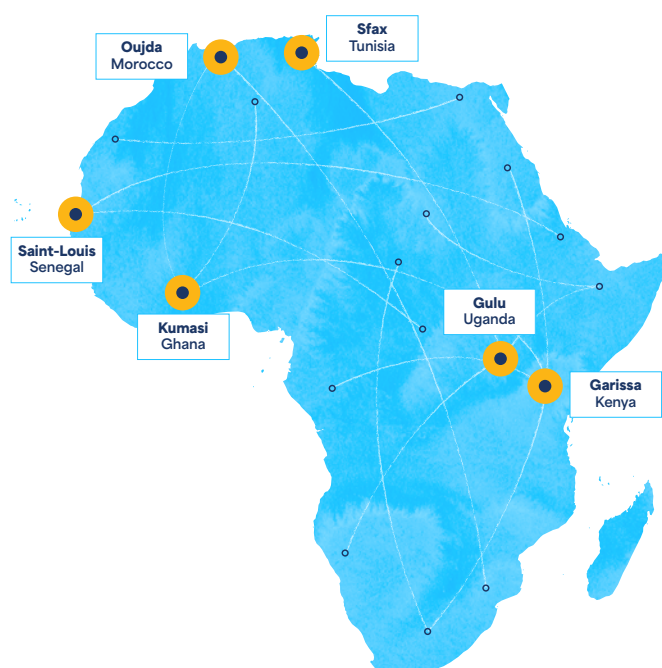 Sfax
Tunisia
Oujda
Morocco
Saint-Louis
Senegal
Gulu
Uganda
Kumasi
Ghana
Garissa
Kenya